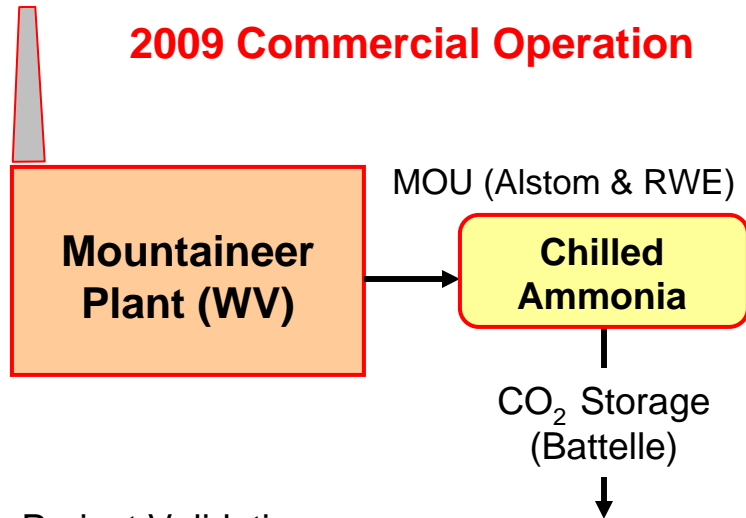 2009 Commercial Operation
MOU (Alstom & RWE)
Mountaineer
Plant (WV)
Chilled
Ammonia
CO₂ Storage
(Battelle)